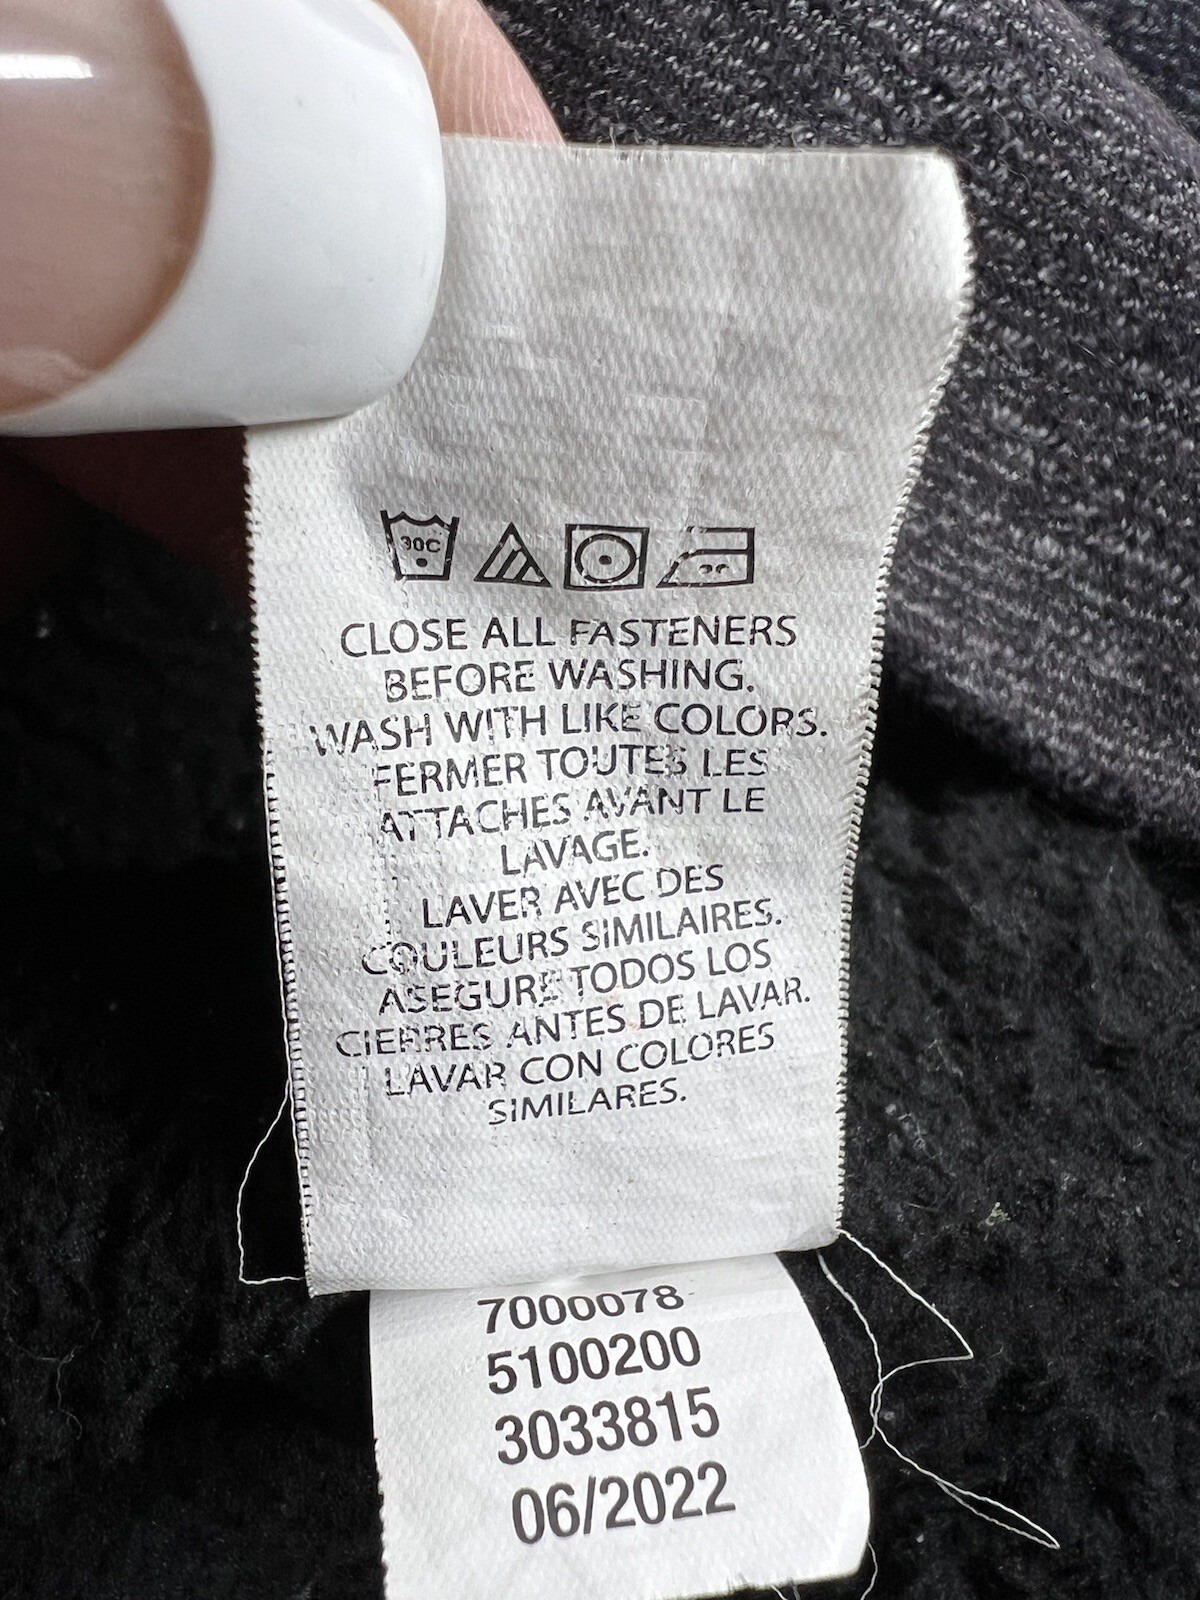 30C
CLOSE ALL FASTENERS
BEFORE WASHING.
WASH WITH LIKE COLORS.
FERMER TOUTES LES
ATTACHES AVANT LE
LAVAGE.
LAVER AVEC DES
COULEURS SIMILAIRES.
ASEGURE TODOS LOS
CIERRES ANTES DE LAVAR.
LAVAR CON COLORES
SIMILARES.
7000078
5100200
3033815
06/2022